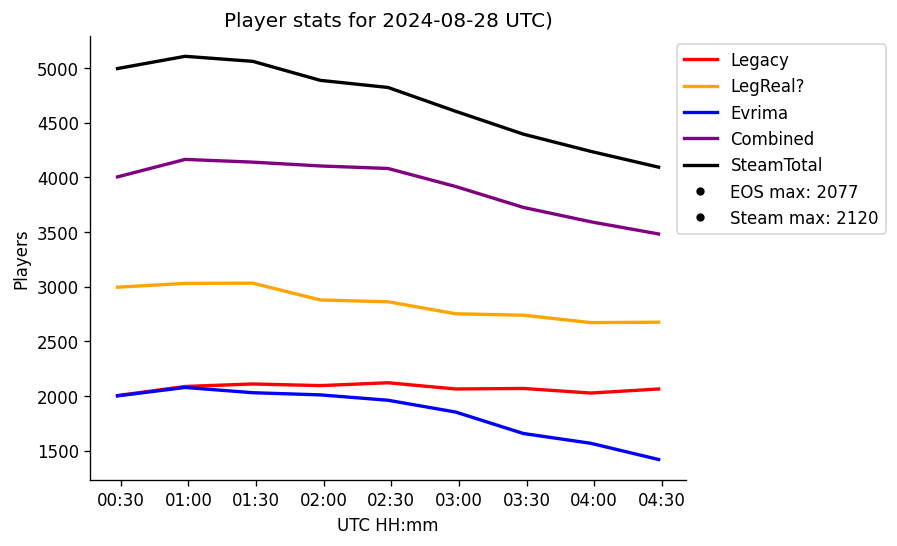 Player stats for 2024-08-28 UTC)
Legacy
LegReal?
Evrima
Combined
SteamTotal
EOS max: 2077
Steam max: 2120
Players
5000
4500
4000
3500
3000
2500
2000
1500
00:30 01:00 01:30 02:00 02:30 03:00 03:30 04:00 04:30
UTC HH:mm